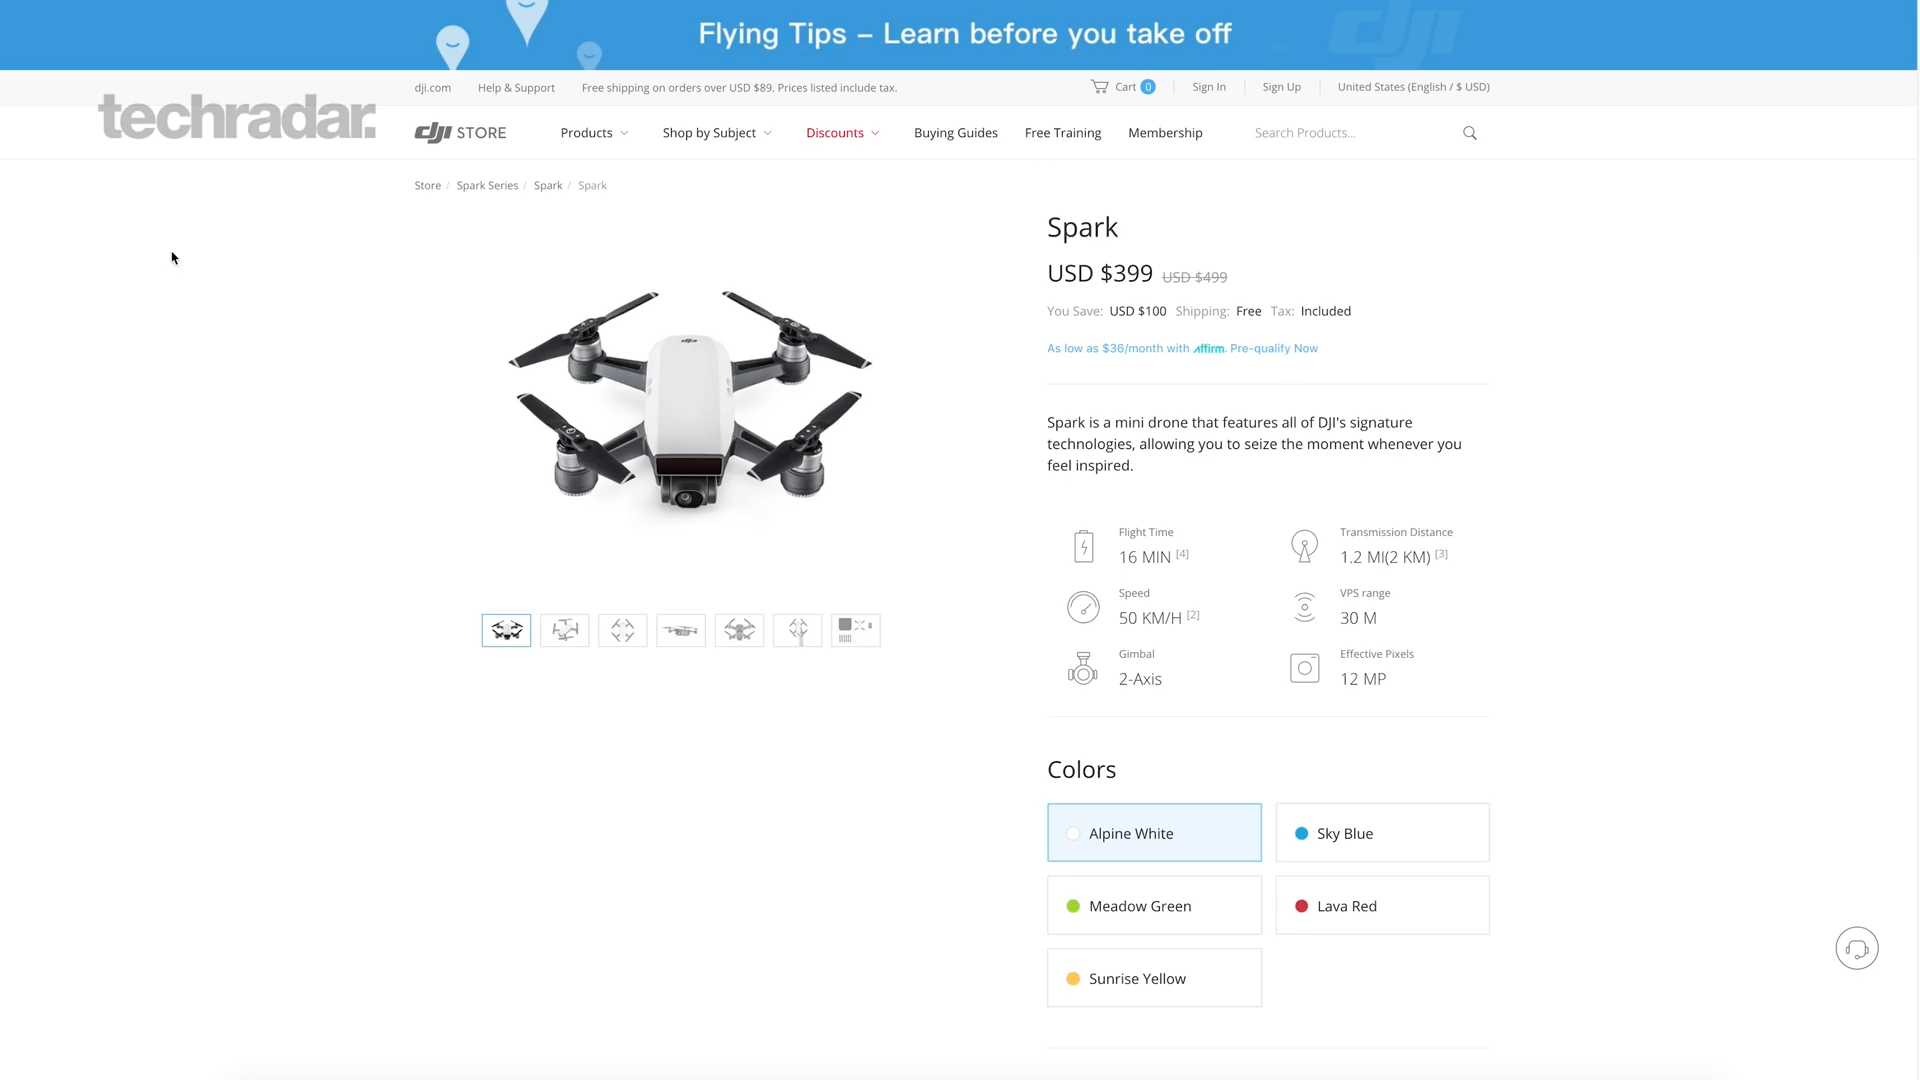 Flying Tips – Learn before you take off
dji
dji.com Help & Support Free shipping on orders over USD $89. Prices listed include tax. Cart 0 Sign In Sign Up United States (English / $ USD)
techradar.
dji STORE Products Shop by Subject Discounts Buying Guides Free Training Membership Search Products...
Store / Spark Series / Spark / Spark
Spark
USD $399 USD $499
You Save: USD $100 Shipping: Free Tax: Included
As low as $36/month with affirm. Pre-qualify Now
Spark is a mini drone that features all of DJI's signature
technologies, allowing you to seize the moment whenever you
feel inspired.
Flight Time
16 MIN [4]
Transmission Distance
1.2 MI(2 KM) [3]
Speed
50 KM/H [2]
VPS range
30 M
Gimbal
2-Axis
Effective Pixels
12 MP
Colors
Alpine White
Sky Blue
Meadow Green
Lava Red
Sunrise Yellow